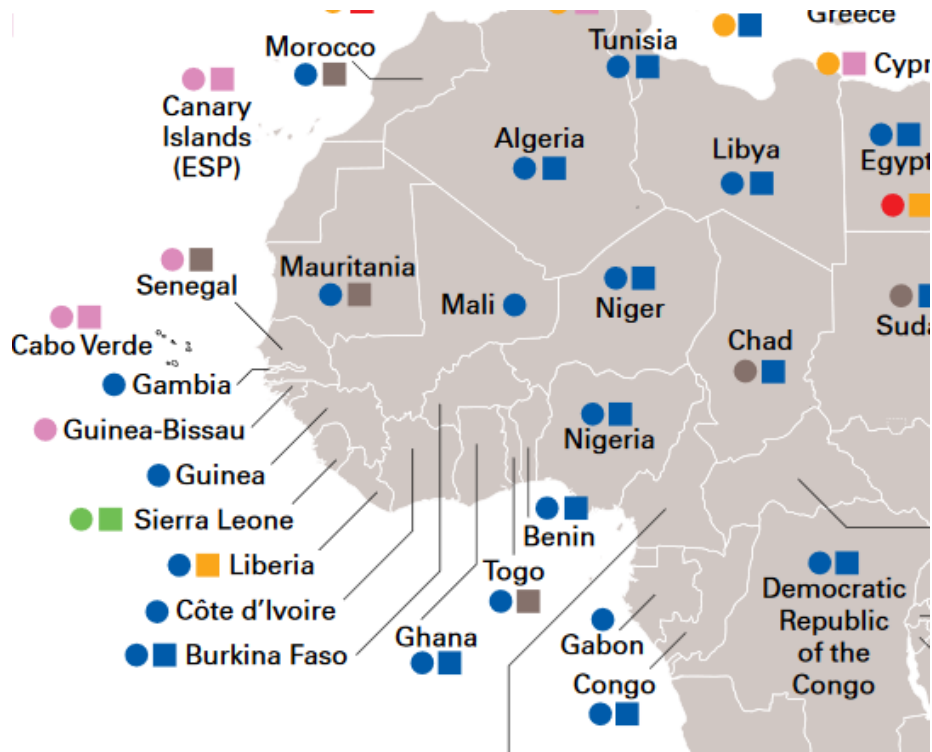 Greece
Morocco
Tunisia
Cypr
Canary
Islands
(ESP)
Algeria
Libya
Egypt
Senegal
Mauritania
Mali
Niger
Suda
Cabo Verde
Chad
Gambia
Guinea-Bissau
Nigeria
Guinea
Sierra Leone
Benin
Liberia
Togo
Democratic
Republic
of the
Congo
Côte d'Ivoire
Ghana
Gabon
Burkina Faso
Congo